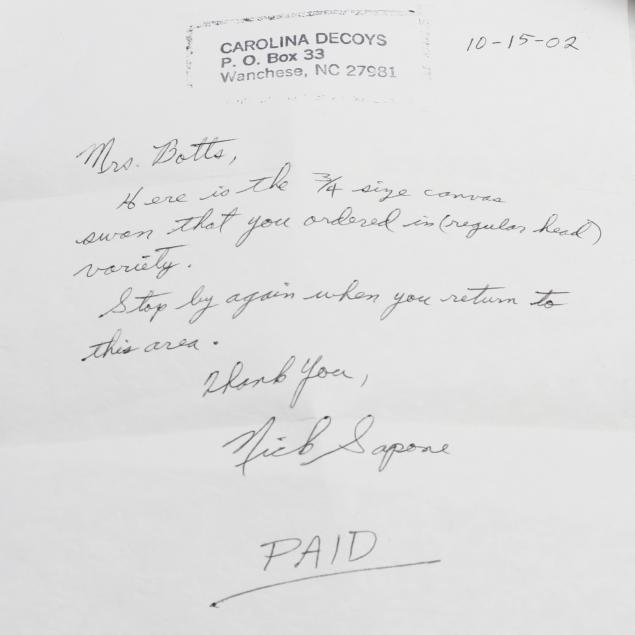 CAROLINA DECOYS
P. O. Box 33
Wanchese, NC 27981
10-15-02
Mrs. Botts,
Here is the 3/4 size canvas
swan that you ordered in (regular head)
variety.
Stop by again when you return to
this area.
Thank You,
Nick Sapone
PAID